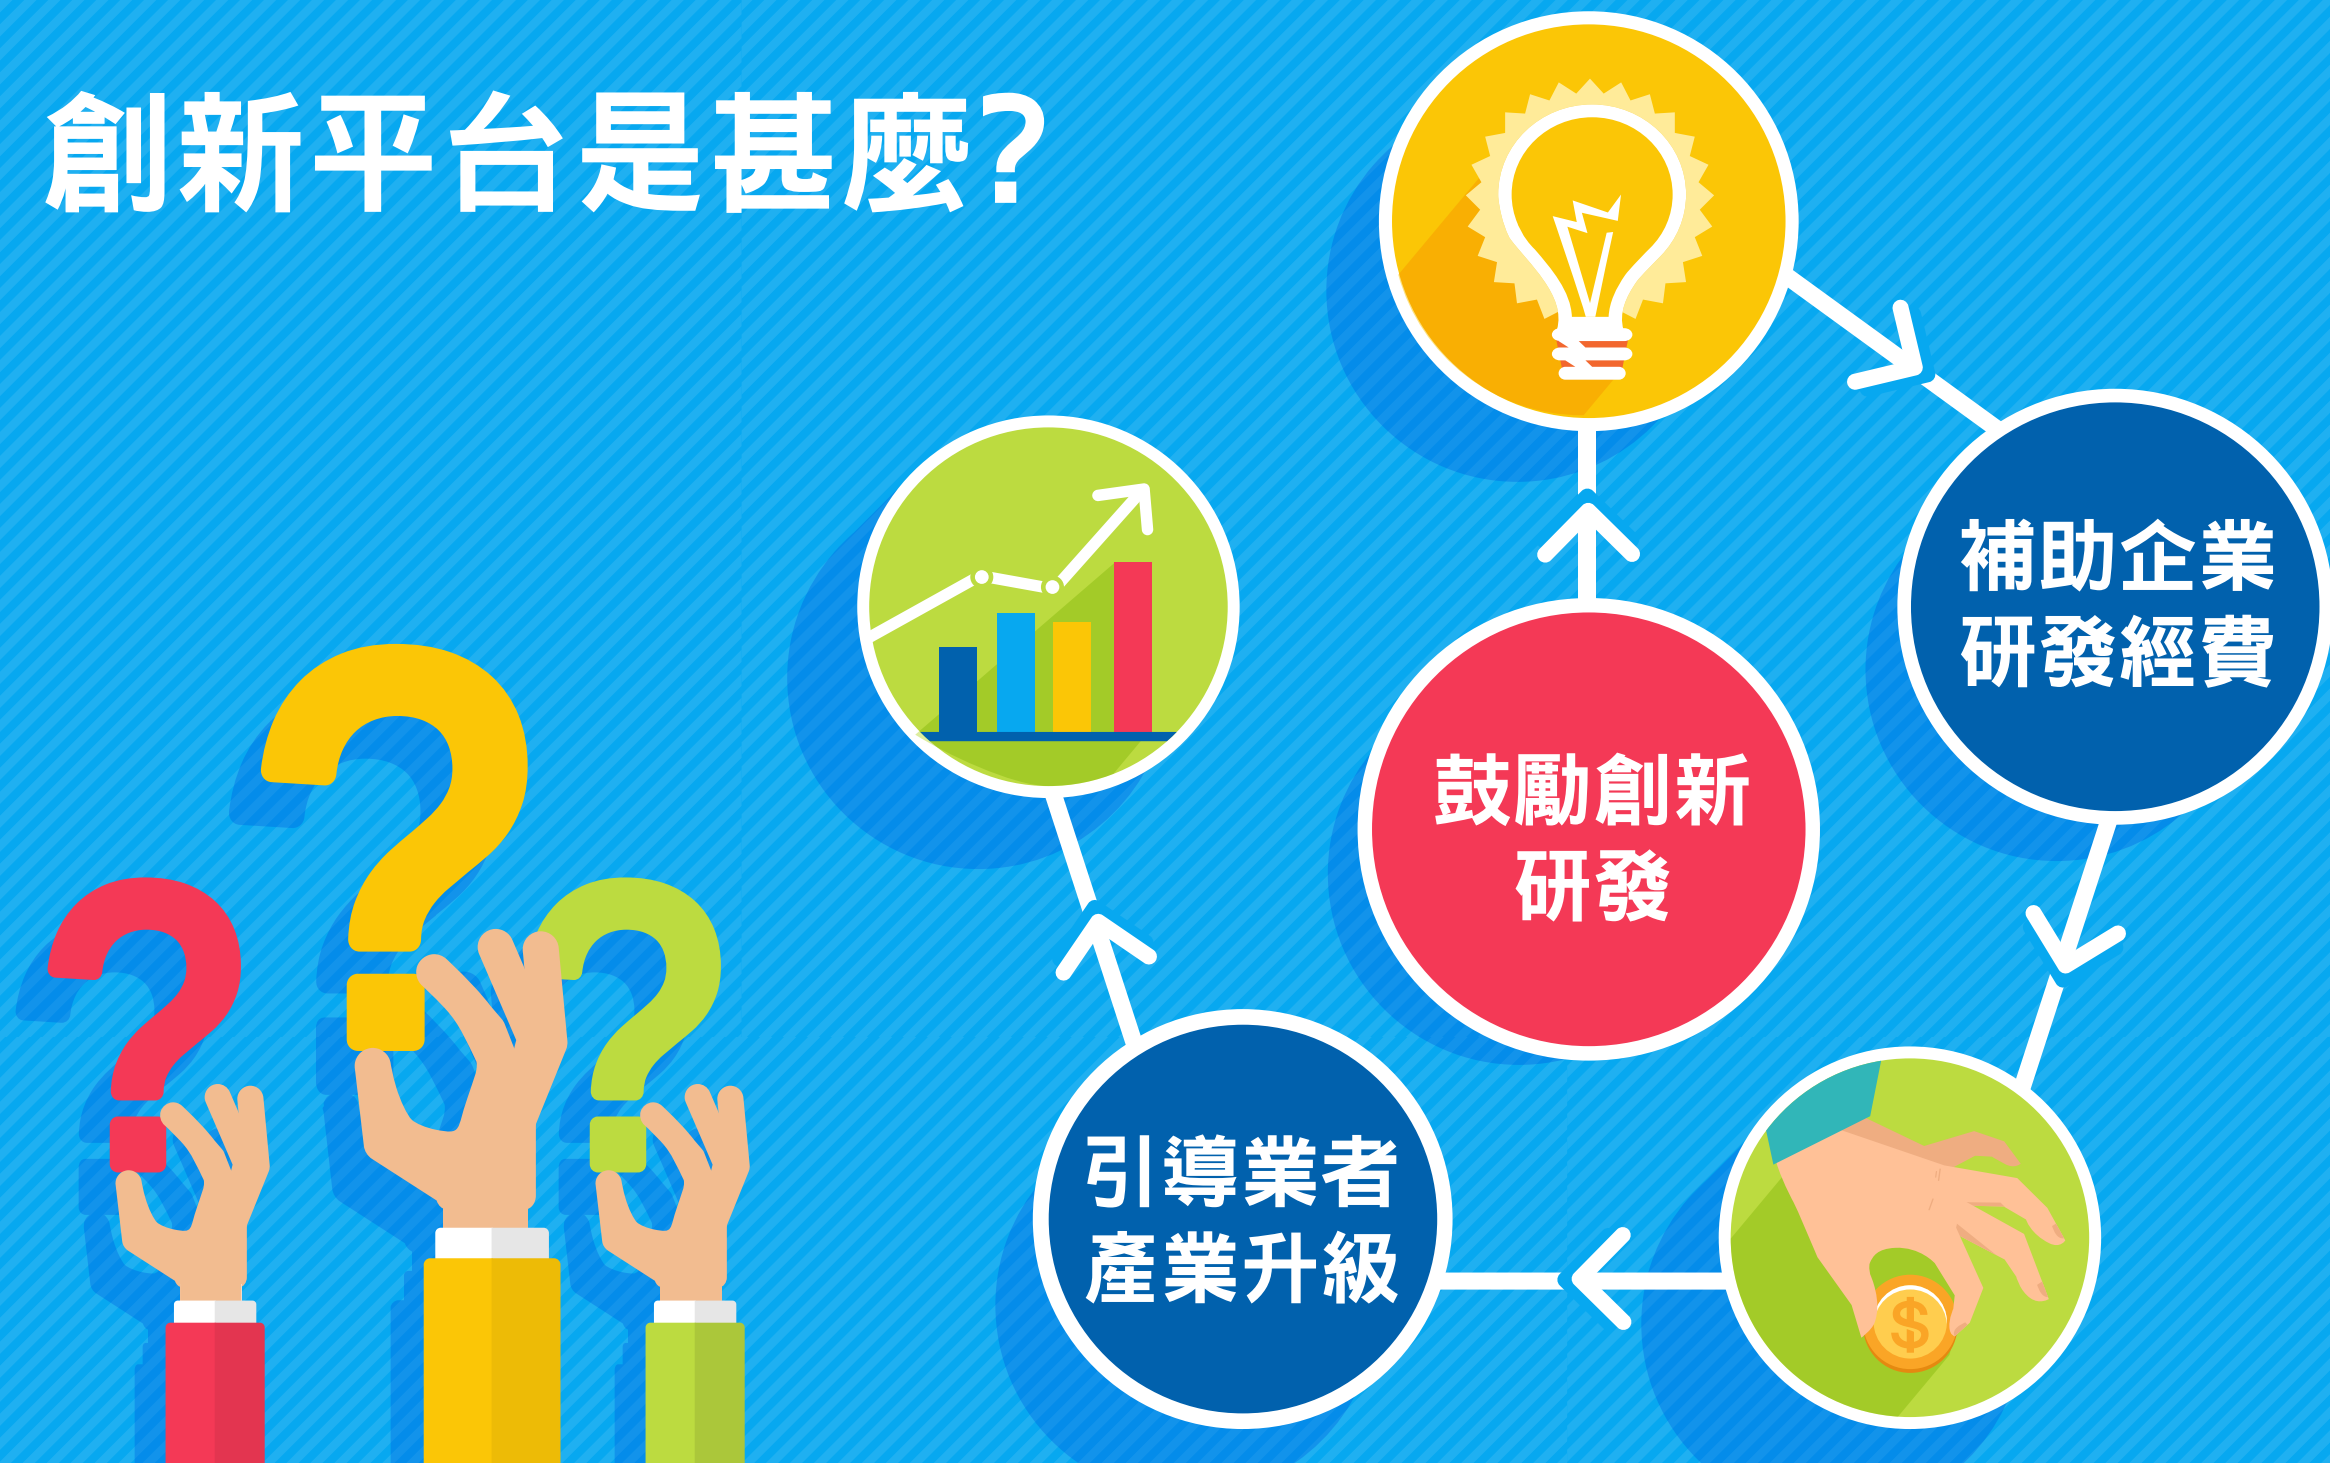 創新平台是甚麼?
鼓勵創新
研發
補助企業
研發經費
$
引導業者
產業升級